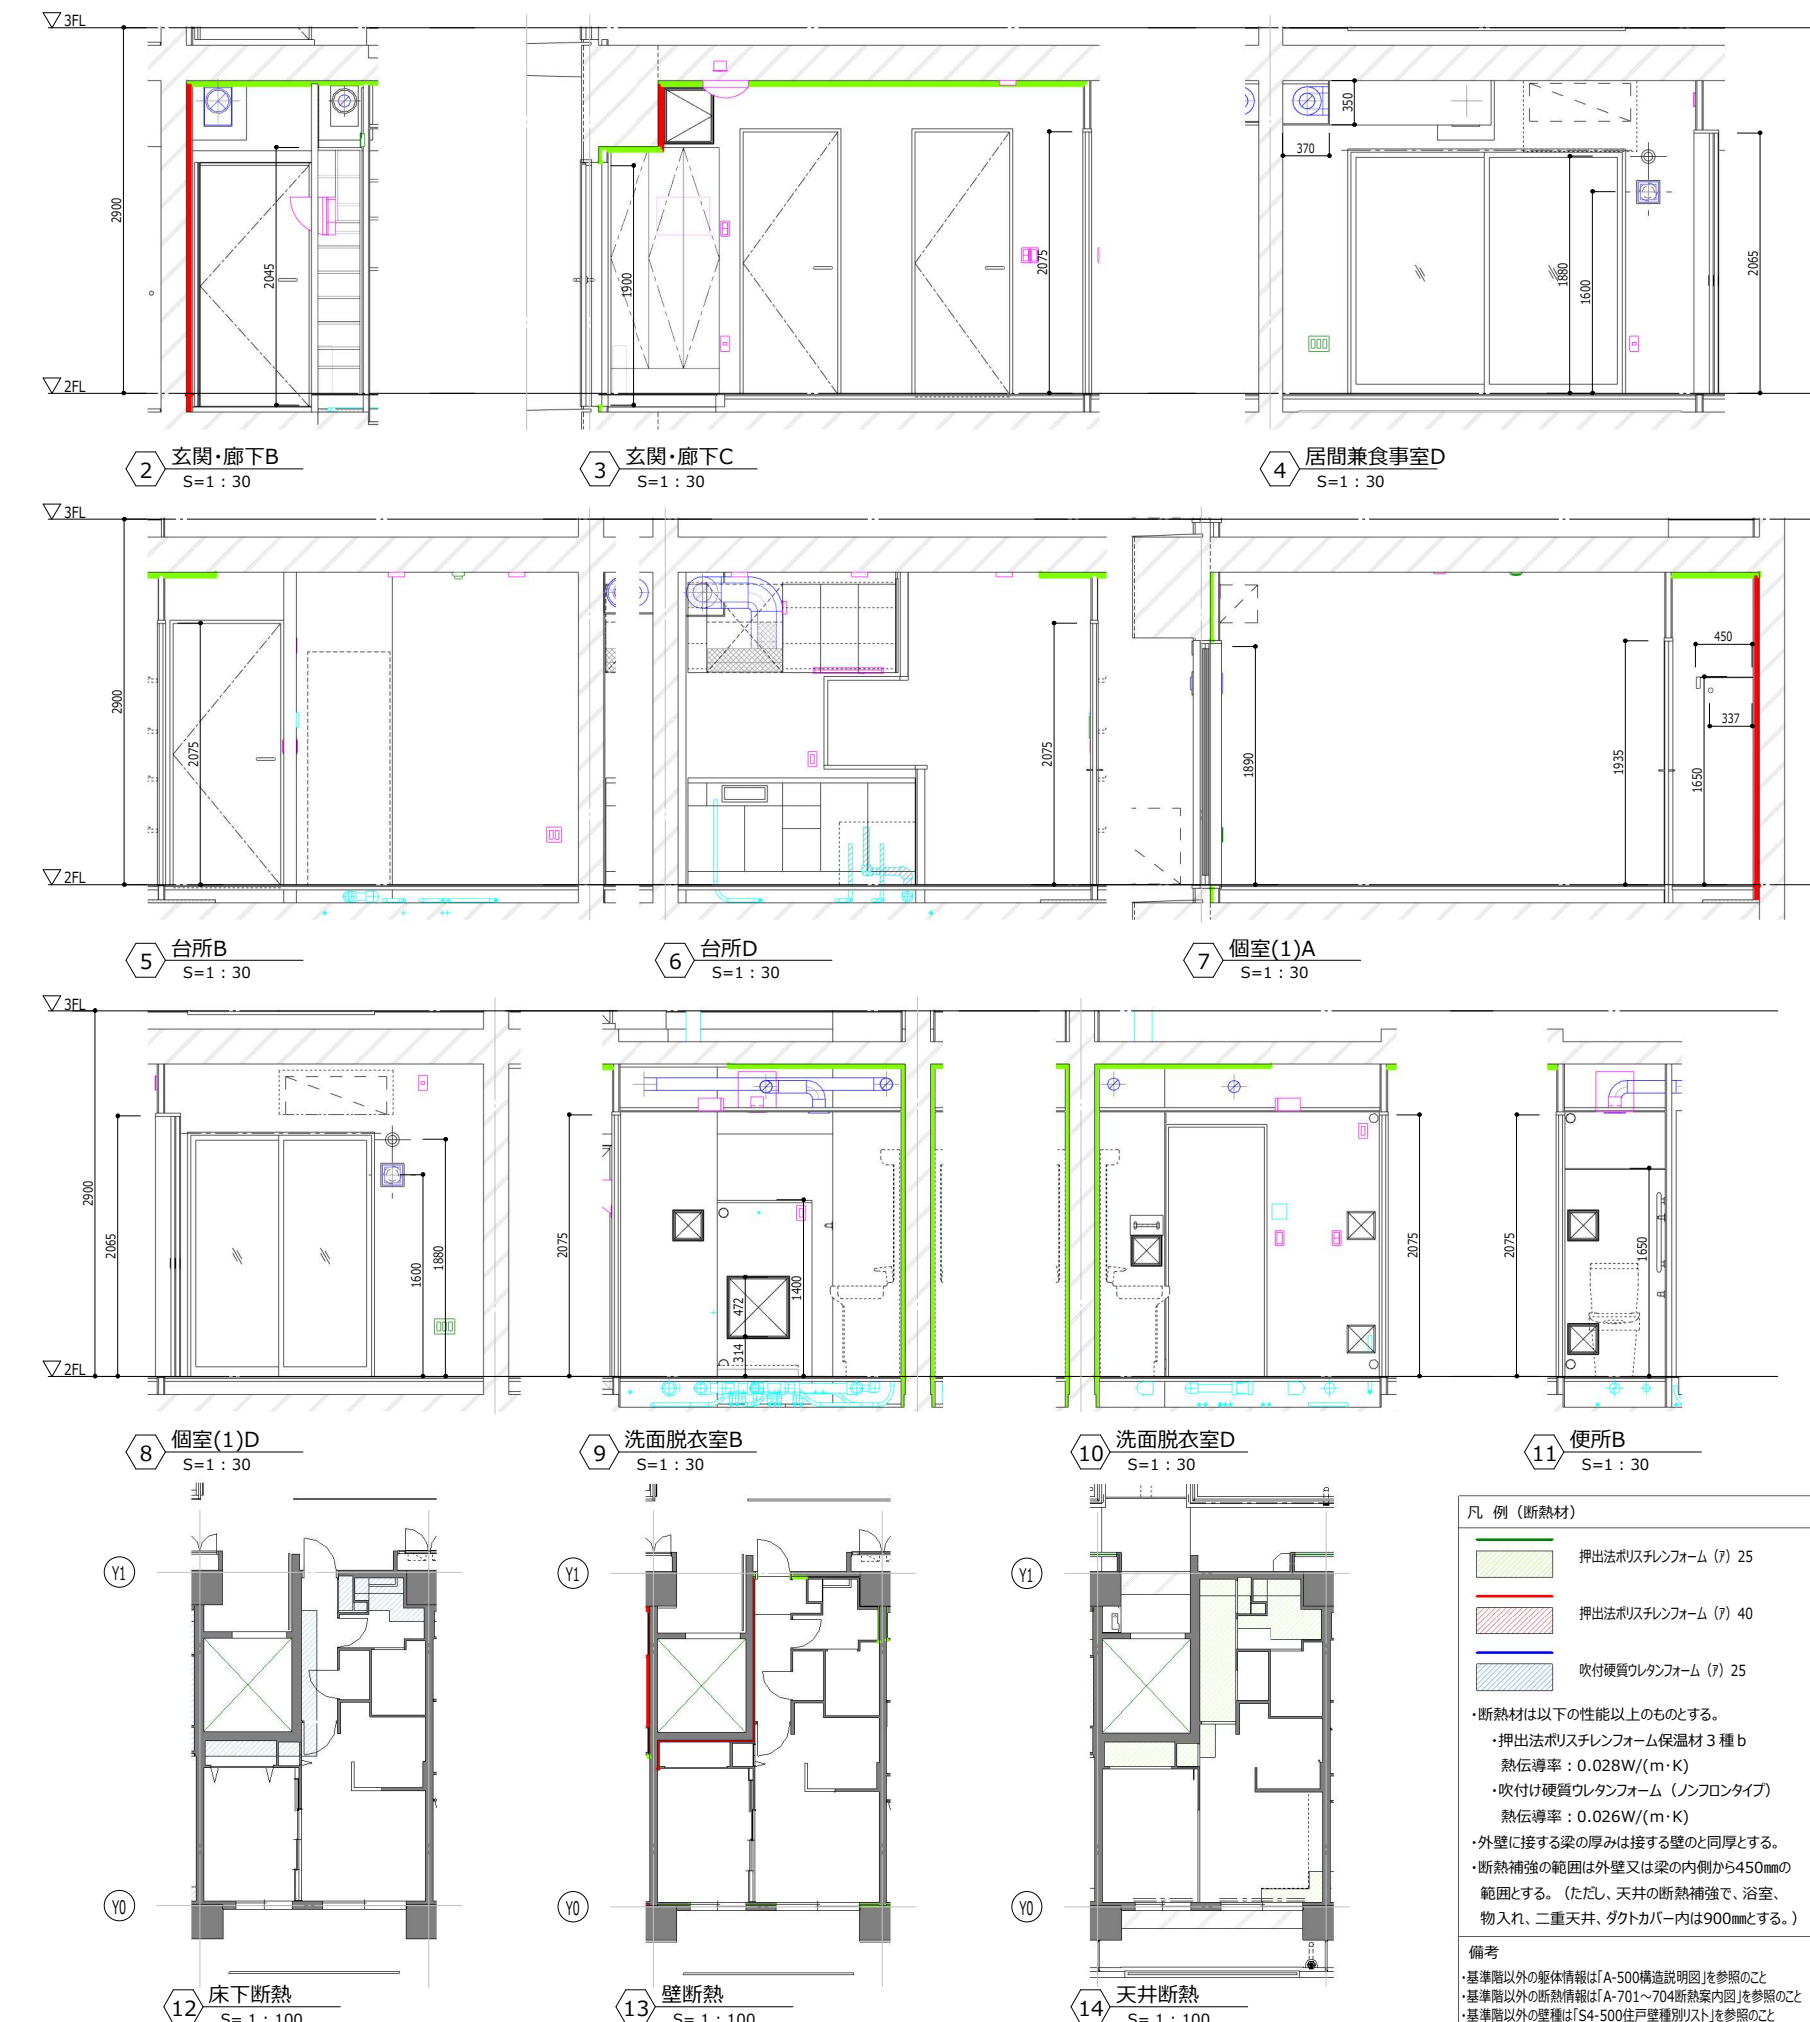 3FL
2900
2045
1900
2075
350
370
1880
1600
2065
2FL
2 玄関・廊下B
S=1：30
3 玄関・廊下C
S=1：30
4 居間兼食事室D
S=1：30
3FL
2900
2075
2075
1890
1935
450
337
1650
2FL
5 台所B
S=1：30
6 台所D
S=1：30
7 個室(1)A
S=1：30
3FL
2900
2065
1600
1880
2075
472
314
1400
2075
2075
1650
2FL
8 個室(1)D
S=1：30
9 洗面脱衣室B
S=1：30
10 洗面脱衣室D
S=1：30
11 便所B
S=1：30
Y1
Y0
12 床下断熱
S= 1：100
Y1
Y0
13 壁断熱
S= 1：100
Y1
Y0
14 天井断熱
S= 1：100
凡 例（断熱材）
押出法ポリスチレンフォーム（ア）25
押出法ポリスチレンフォーム（ア）40
吹付硬質ウレタンフォーム（ア）25
・断熱材は以下の性能以上のものとする。
・押出法ポリスチレンフォーム保温材３種ｂ
熱伝導率：0.028W/(m･K)
・吹付け硬質ウレタンフォーム（ノンフロンタイプ）
熱伝導率：0.026W/(m･K)
・外壁に接する梁の厚みは接する壁のと同厚とする。
・断熱補強の範囲は外壁又は梁の内側から450㎜の
範囲とする。（ただし、天井の断熱補強で、浴室、
物入れ、二重天井、ダクトカバー内は900㎜とする。）
備考
・基準階以外の躯体情報は｢A-500構造説明図｣を参照のこと
・基準階以外の断熱情報は｢A-701～704断熱案内図｣を参照のこと
・基準階以外の壁種は｢S4-500住戸壁種別リスト｣を参照のこと